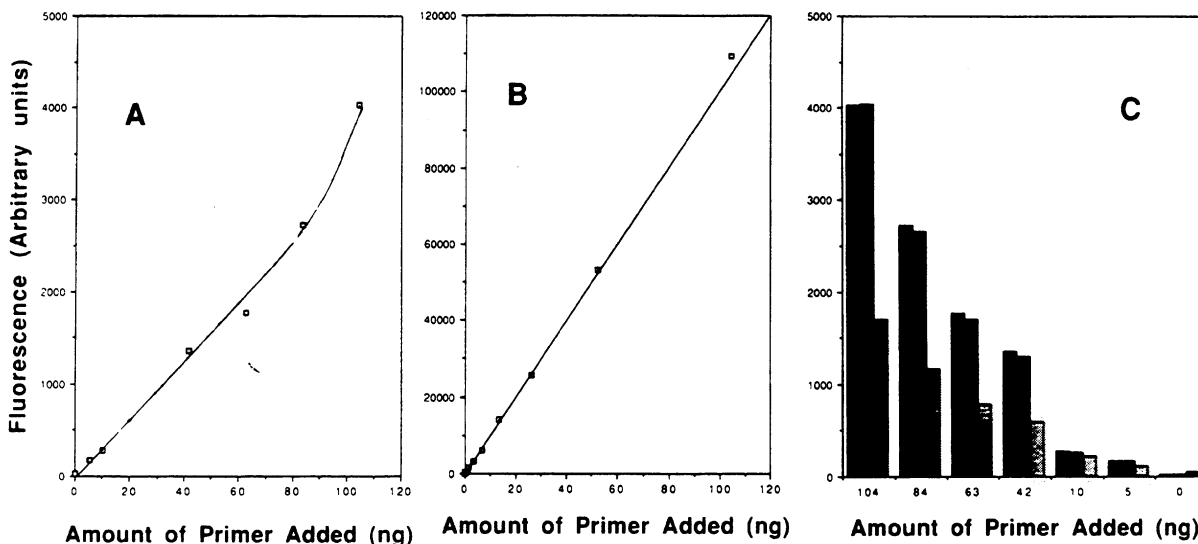 Fluorescence (Arbitrary units)
5000
4000
3000
2000
1000
0
A
0 20 40 60 80 100 120
Amount of Primer Added (ng)
120000
100000
80000
60000
40000
20000
0
B
0 20 40 60 80 100 120
Amount of Primer Added (ng)
5000
4000
3000
2000
1000
0
C
104 84 63 42 10 5 0
Amount of Primer Added (ng)